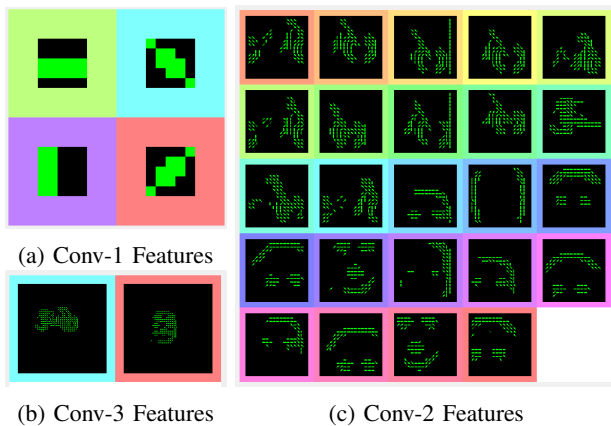 (a) Conv-1 Features
(b) Conv-3 Features
(c) Conv-2 Features